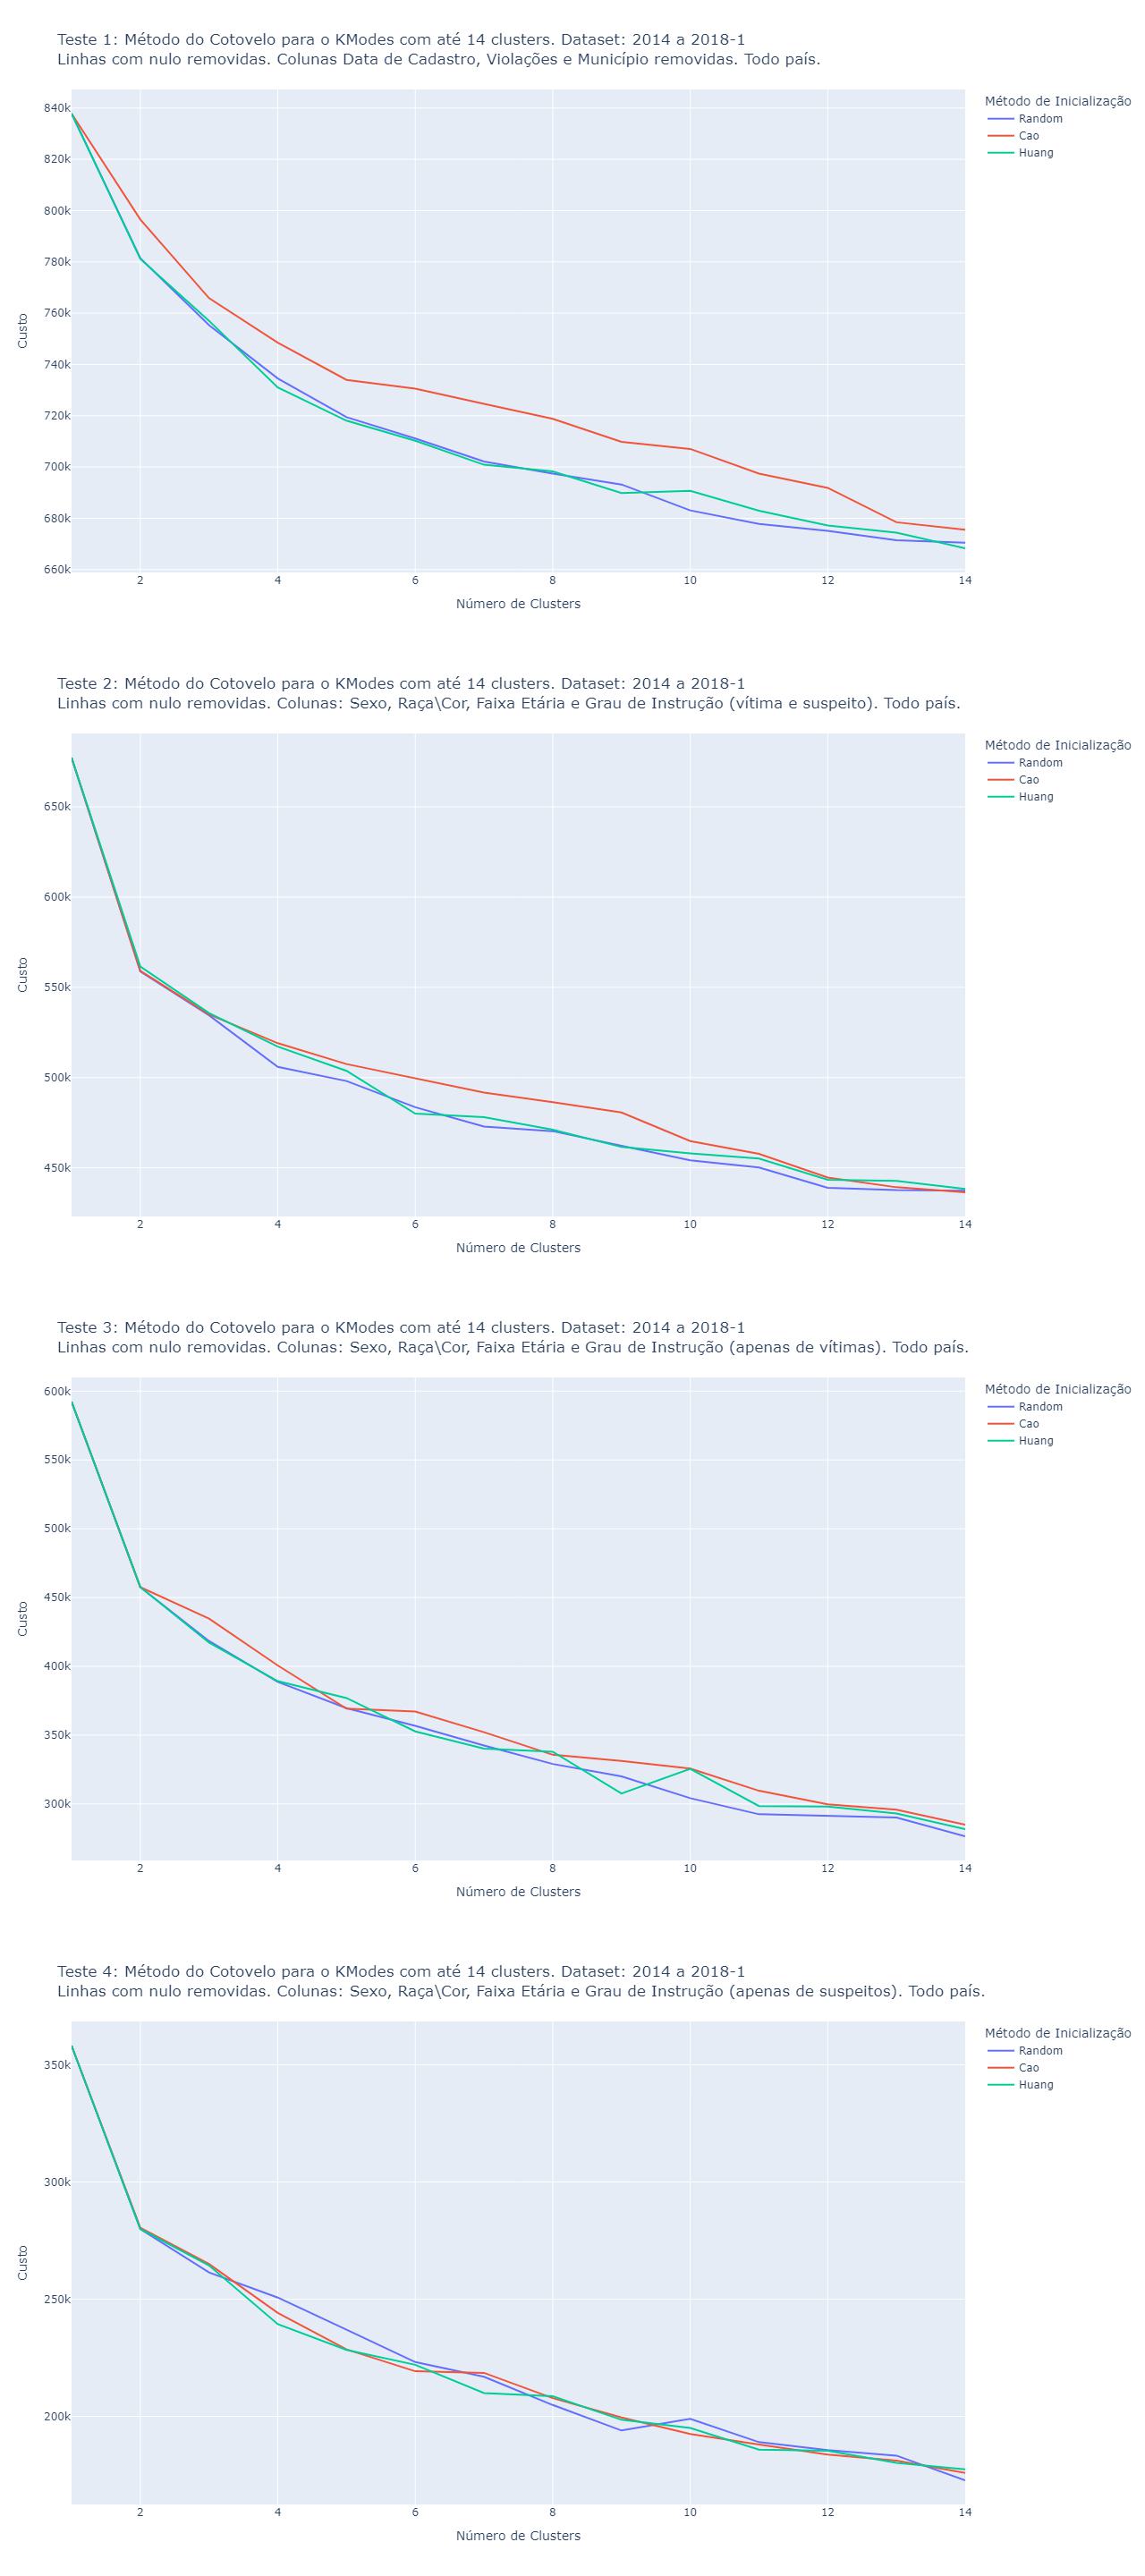 Teste 1: Método do Cotovelo para o KModes com até 14 clusters. Dataset: 2014 a 2018-1
Linhas com nulo removidas. Colunas Data de Cadastro, Violações e Município removidas. Todo país.
Método de Inicialização
Random
Cao
Huang
840k
820k
800k
780k
760k
740k
720k
700k
680k
660k
Custo
2 4 6 8 10 12 14
Número de Clusters
Teste 2: Método do Cotovelo para o KModes com até 14 clusters. Dataset: 2014 a 2018-1
Linhas com nulo removidas. Colunas: Sexo, Raça\Cor, Faixa Etária e Grau de Instrução (vítima e suspeito). Todo país.
Método de Inicialização
Random
Cao
Huang
650k
600k
550k
500k
450k
Custo
2 4 6 8 10 12 14
Número de Clusters
Teste 3: Método do Cotovelo para o KModes com até 14 clusters. Dataset: 2014 a 2018-1
Linhas com nulo removidas. Colunas: Sexo, Raça\Cor, Faixa Etária e Grau de Instrução (apenas de vítimas). Todo país.
Método de Inicialização
Random
Cao
Huang
600k
550k
500k
450k
400k
350k
300k
Custo
2 4 6 8 10 12 14
Número de Clusters
Teste 4: Método do Cotovelo para o KModes com até 14 clusters. Dataset: 2014 a 2018-1
Linhas com nulo removidas. Colunas: Sexo, Raça\Cor, Faixa Etária e Grau de Instrução (apenas de suspeitos). Todo país.
Método de Inicialização
Random
Cao
Huang
350k
300k
250k
200k
Custo
2 4 6 8 10 12 14
Número de Clusters